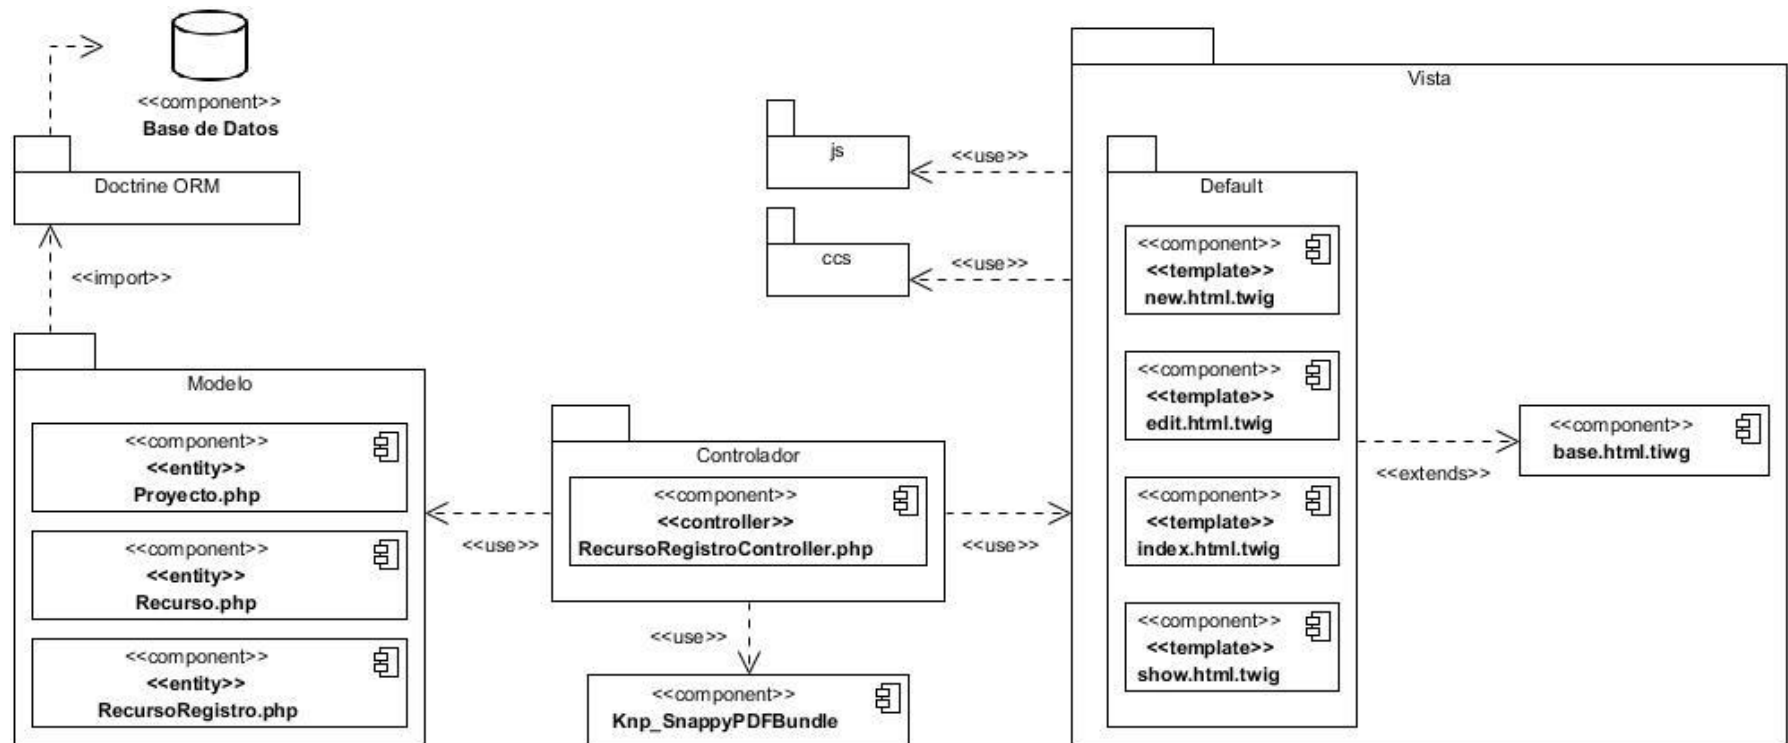 <<component>>
Base de Datos
Doctrine ORM
<<import>>
Modelo
<<component>>
<<entity>>
Proyecto.php
<<component>>
<<entity>>
Recurso.php
<<component>>
<<entity>>
RecursoRegistro.php
<<use>>
Controlador
<<component>>
<<controller>>
RecursoRegistroController.php
<<use>>
<<use>>
<<component>>
Knp_SnappyPDFBundle
js
<<use>>
ccs
<<use>>
Vista
Default
<<component>>
<<template>>
new.html.twig
<<component>>
<<template>>
edit.html.twig
<<component>>
<<template>>
index.html.twig
<<component>>
<<template>>
show.html.twig
<<extends>>
<<component>>
base.html.tiwg